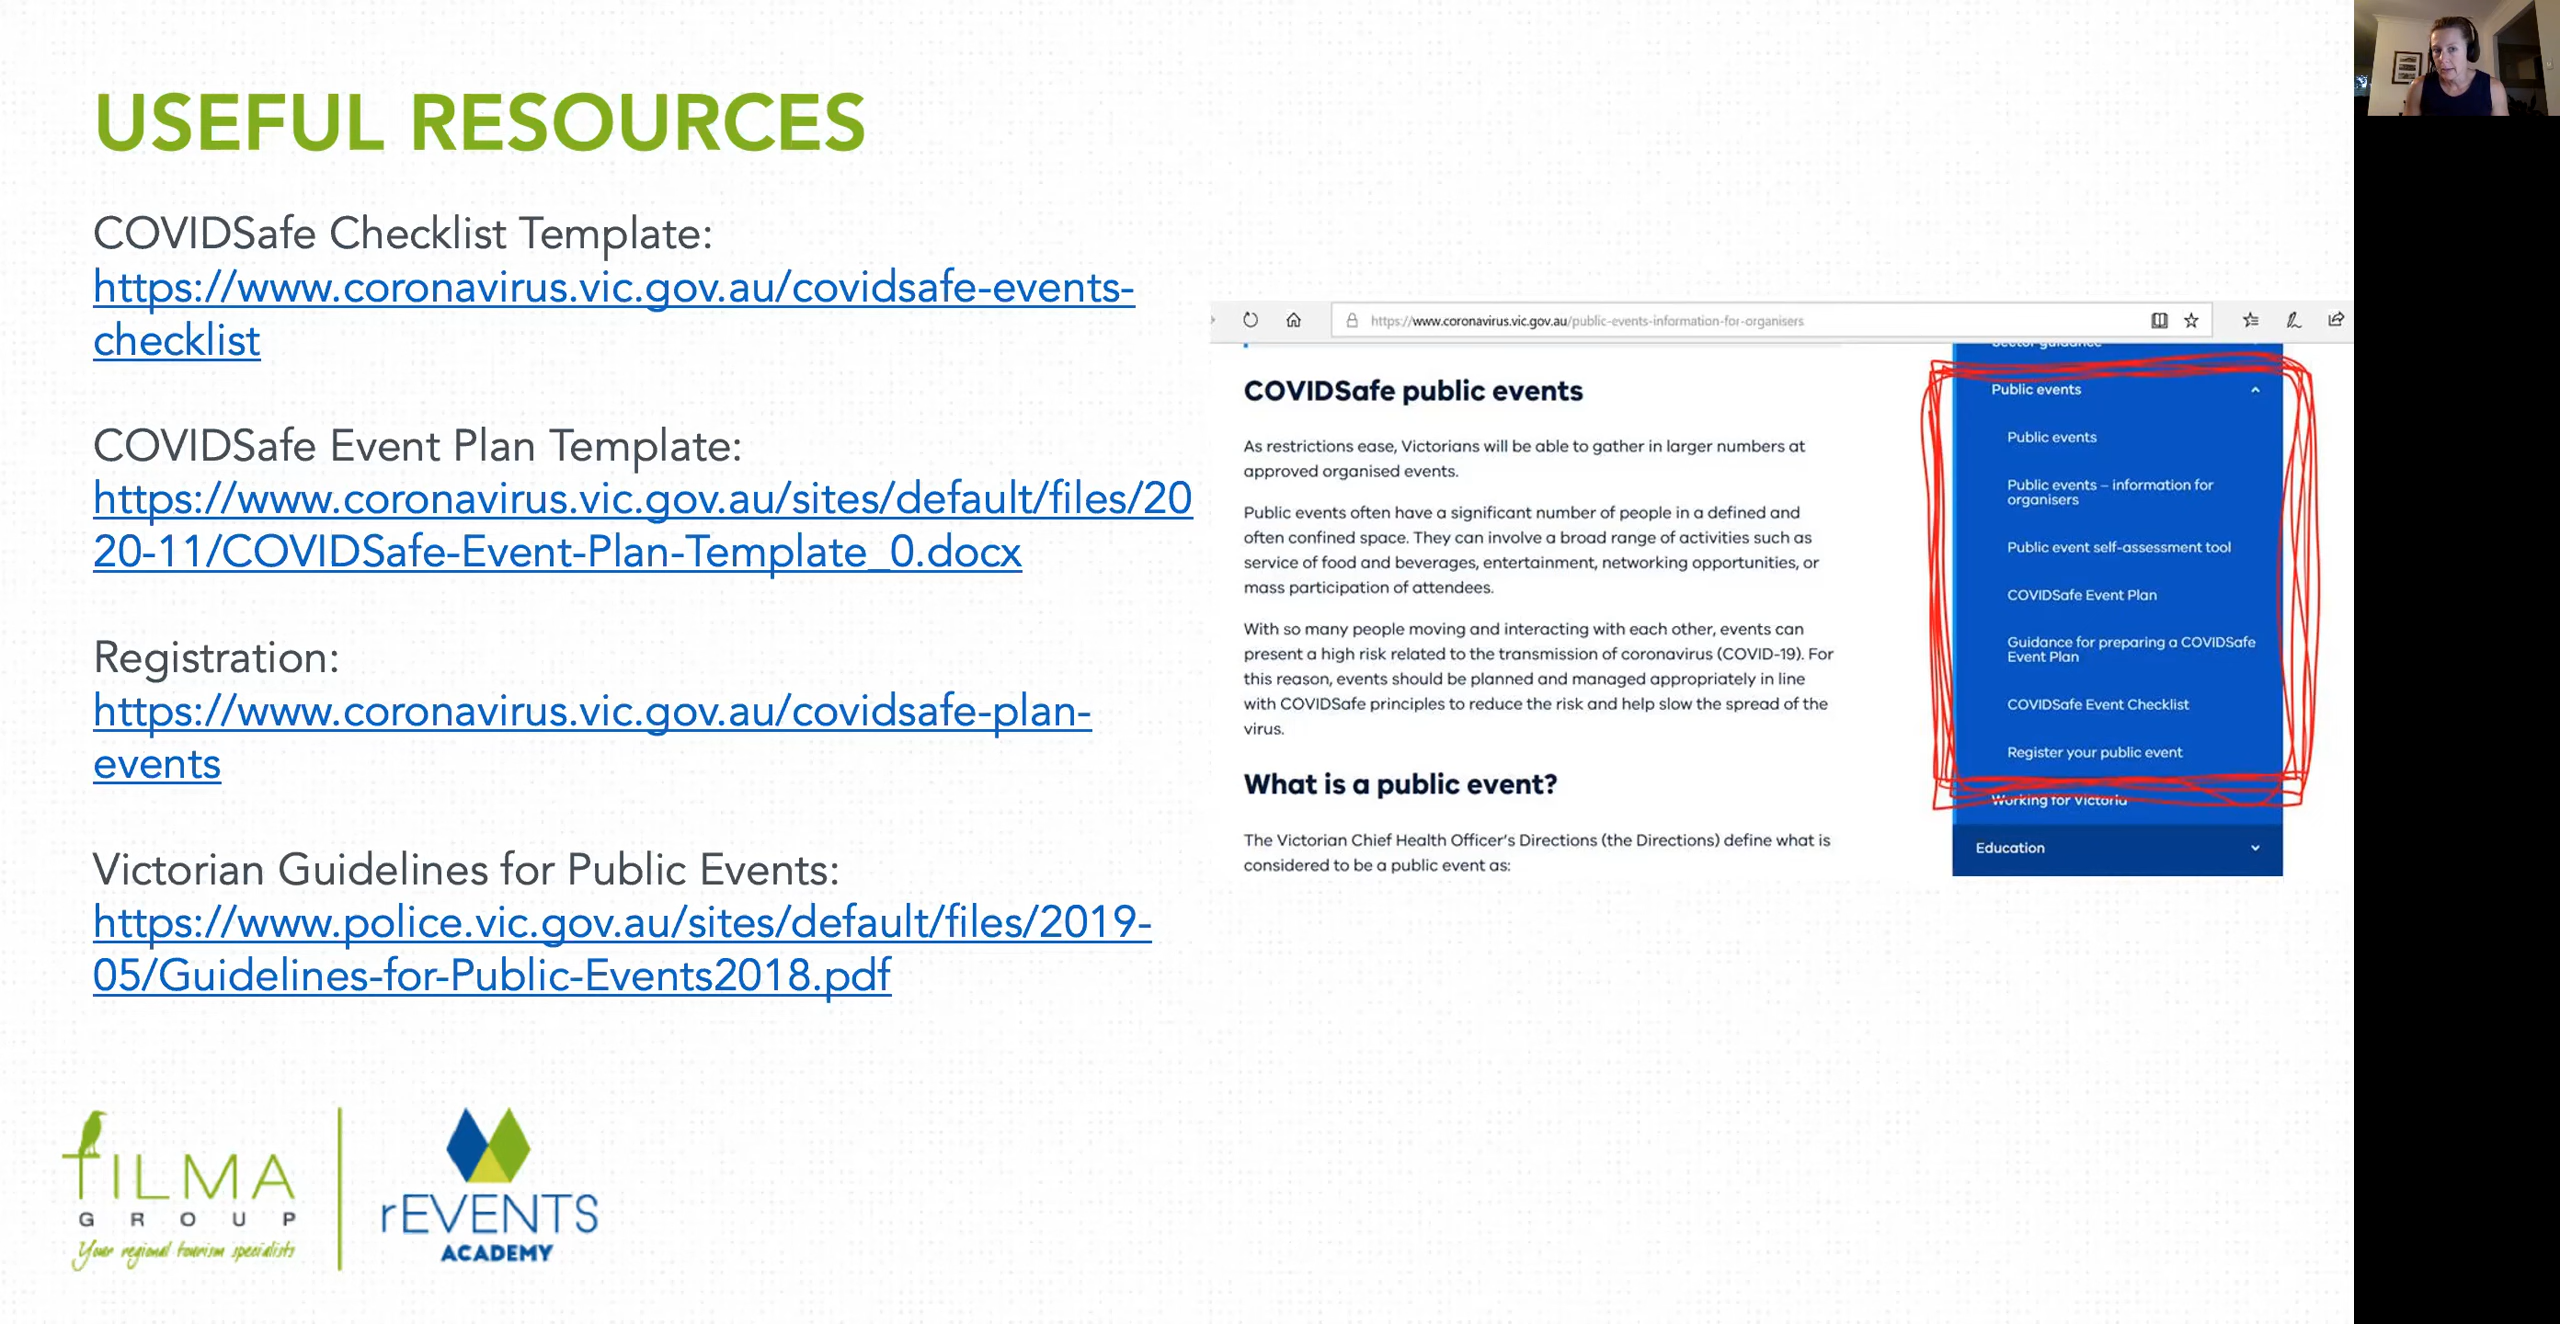 USEFUL RESOURCES
COVIDSafe Checklist Template:
https://www.coronavirus.vic.gov.au/covidsafe-events-
checklist
COVIDSafe Event Plan Template:
https://www.coronavirus.vic.gov.au/sites/default/files/20
20-11/COVIDSafe-Event-Plan-Template_0.docx
Registration:
https://www.coronavirus.vic.gov.au/covidsafe-plan-
events
Victorian Guidelines for Public Events:
https://www.police.vic.gov.au/sites/default/files/2019-
05/Guidelines-for-Public-Events2018.pdf
https://www.coronavirus.vic.gov.au/public-events-information-for-organisers
COVIDSafe public events
As restrictions ease, Victorians will be able to gather in larger numbers at
approved organised events.
Public events often have a significant number of people in a defined and
often confined space. They can involve a broad range of activities such as
service of food and beverages, entertainment, networking opportunities, or
mass participation of attendees.
With so many people moving and interacting with each other, events can
present a high risk related to the transmission of coronavirus (COVID-19). For
this reason, events should be planned and managed appropriately in line
with COVIDSafe principles to reduce the risk and help slow the spread of the
virus.
What is a public event?
The Victorian Chief Health Officer's Directions (the Directions) define what is
considered to be a public event as:
Sector guidance
Public events
Public events
Public events – information for
organisers
Public event self-assessment tool
COVIDSafe Event Plan
Guidance for preparing a COVIDSafe
Event Plan
COVIDSafe Event Checklist
Register your public event
Working for Victoria
Education
TILMA
GROUP
Your regional tourism specialists
rEVENTS
ACADEMY